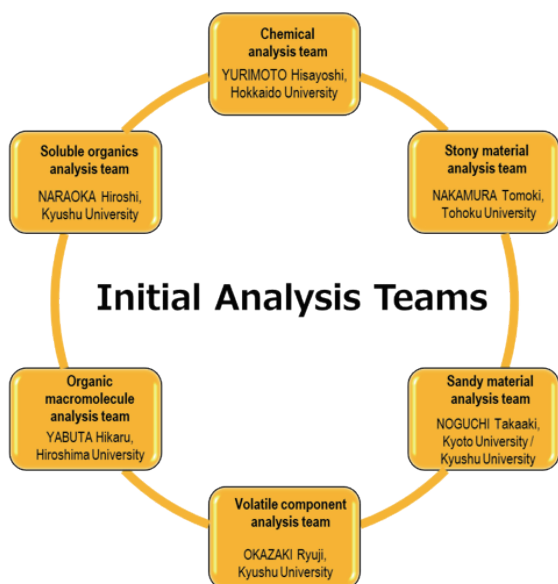 Chemical
analysis team
YURIMOTO Hisayoshi,
Hokkaido University
Soluble organics
analysis team
NARAOKA Hiroshi,
Kyushu University
Stony material
analysis team
NAKAMURA Tomoki,
Tohoku University
Initial Analysis Teams
Organic
macromolecule
analysis team
YABUTA Hikaru,
Hiroshima University
Sandy material
analysis team
NOGUCHI Takaaki,
Kyoto University /
Kyushu University
Volatile component
analysis team
OKAZAKI Ryuji,
Kyushu University